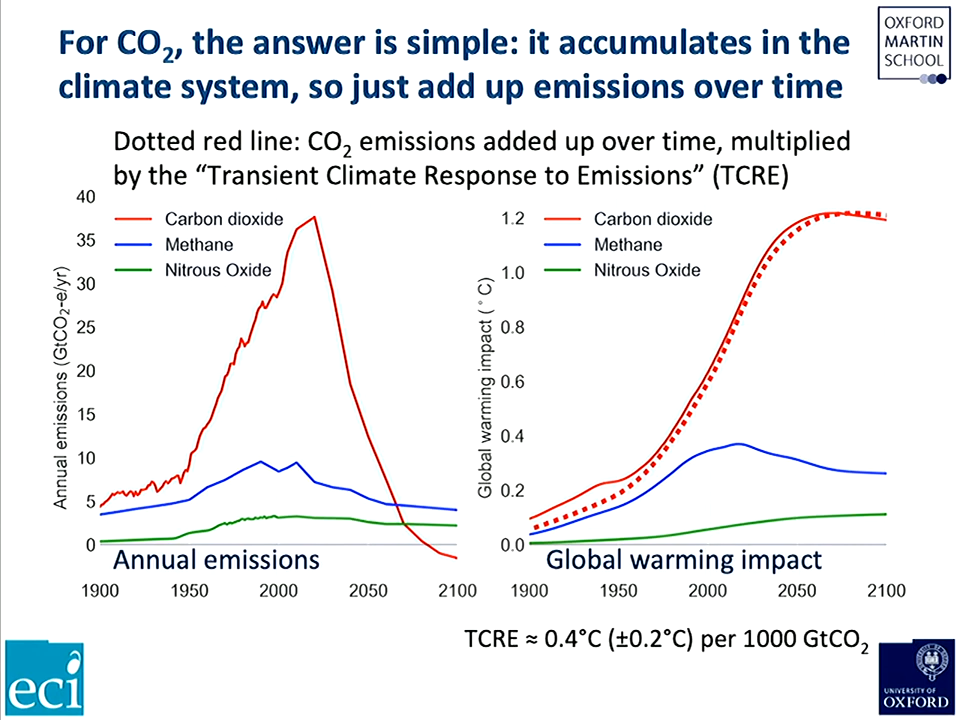 For CO₂, the answer is simple: it accumulates in the
climate system, so just add up emissions over time
OXFORD
MARTIN
SCHOOL
Dotted red line: CO₂ emissions added up over time, multiplied
by the “Transient Climate Response to Emissions” (TCRE)
Annual emissions (GtCO₂-e/yr)
40
35
30
25
20
15
10
5
0
Carbon dioxide
Methane
Nitrous Oxide
Annual emissions
1900
1950
2000
2050
2100
Global warming impact (°C)
1.2
1.0
0.8
0.6
0.4
0.2
0.0
Carbon dioxide
Methane
Nitrous Oxide
Global warming impact
1900
1950
2000
2050
2100
TCRE ≈ 0.4°C (±0.2°C) per 1000 GtCO₂
eci
UNIVERSITY OF
OXFORD